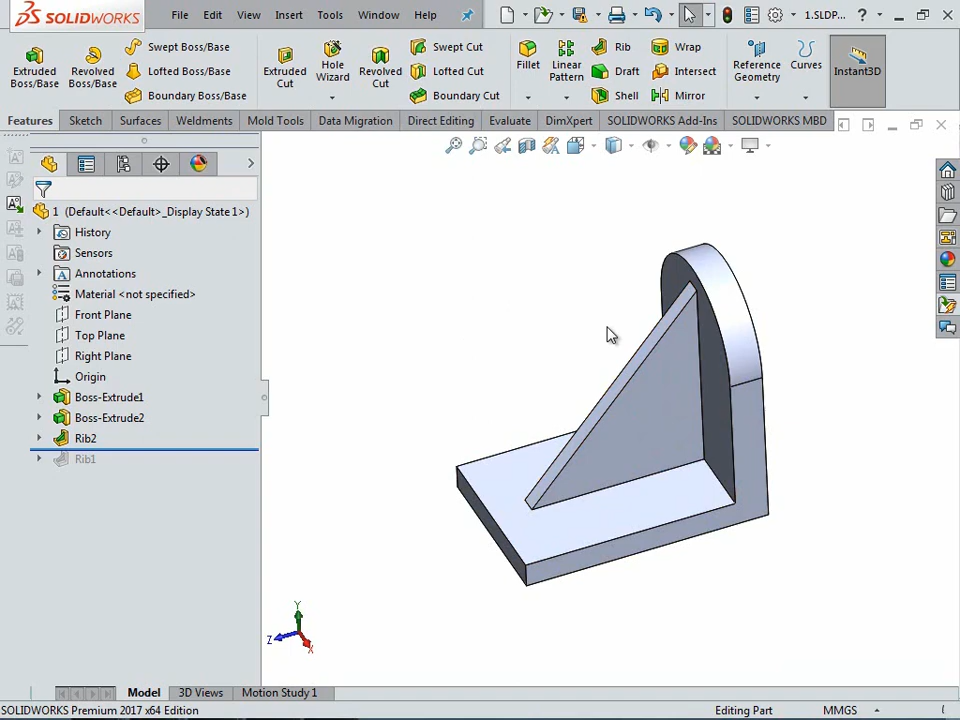 SOLIDWORKS File Edit View Insert Tools Window Help 1.SLDP... ?
Extruded Boss/Base
Revolved Boss/Base
Swept Boss/Base
Lofted Boss/Base
Boundary Boss/Base
Extruded Cut
Hole Wizard
Revolved Cut
Swept Cut
Lofted Cut
Boundary Cut
Fillet
Linear Pattern
Rib
Draft
Shell
Wrap
Intersect
Mirror
Reference Geometry
Curves
Instant3D
Features Sketch Surfaces Weldments Mold Tools Data Migration Direct Editing Evaluate DimXpert SOLIDWORKS Add-Ins SOLIDWORKS MBD
1 (Default<<Default>_Display State 1>)
History
Sensors
A Annotations
Material <not specified>
Front Plane
Top Plane
Right Plane
Origin
Boss-Extrude1
Boss-Extrude2
Rib2
Rib1
Y
Z
X
Model 3D Views Motion Study 1
SOLIDWORKS Premium 2017 x64 Edition Editing Part MMGS